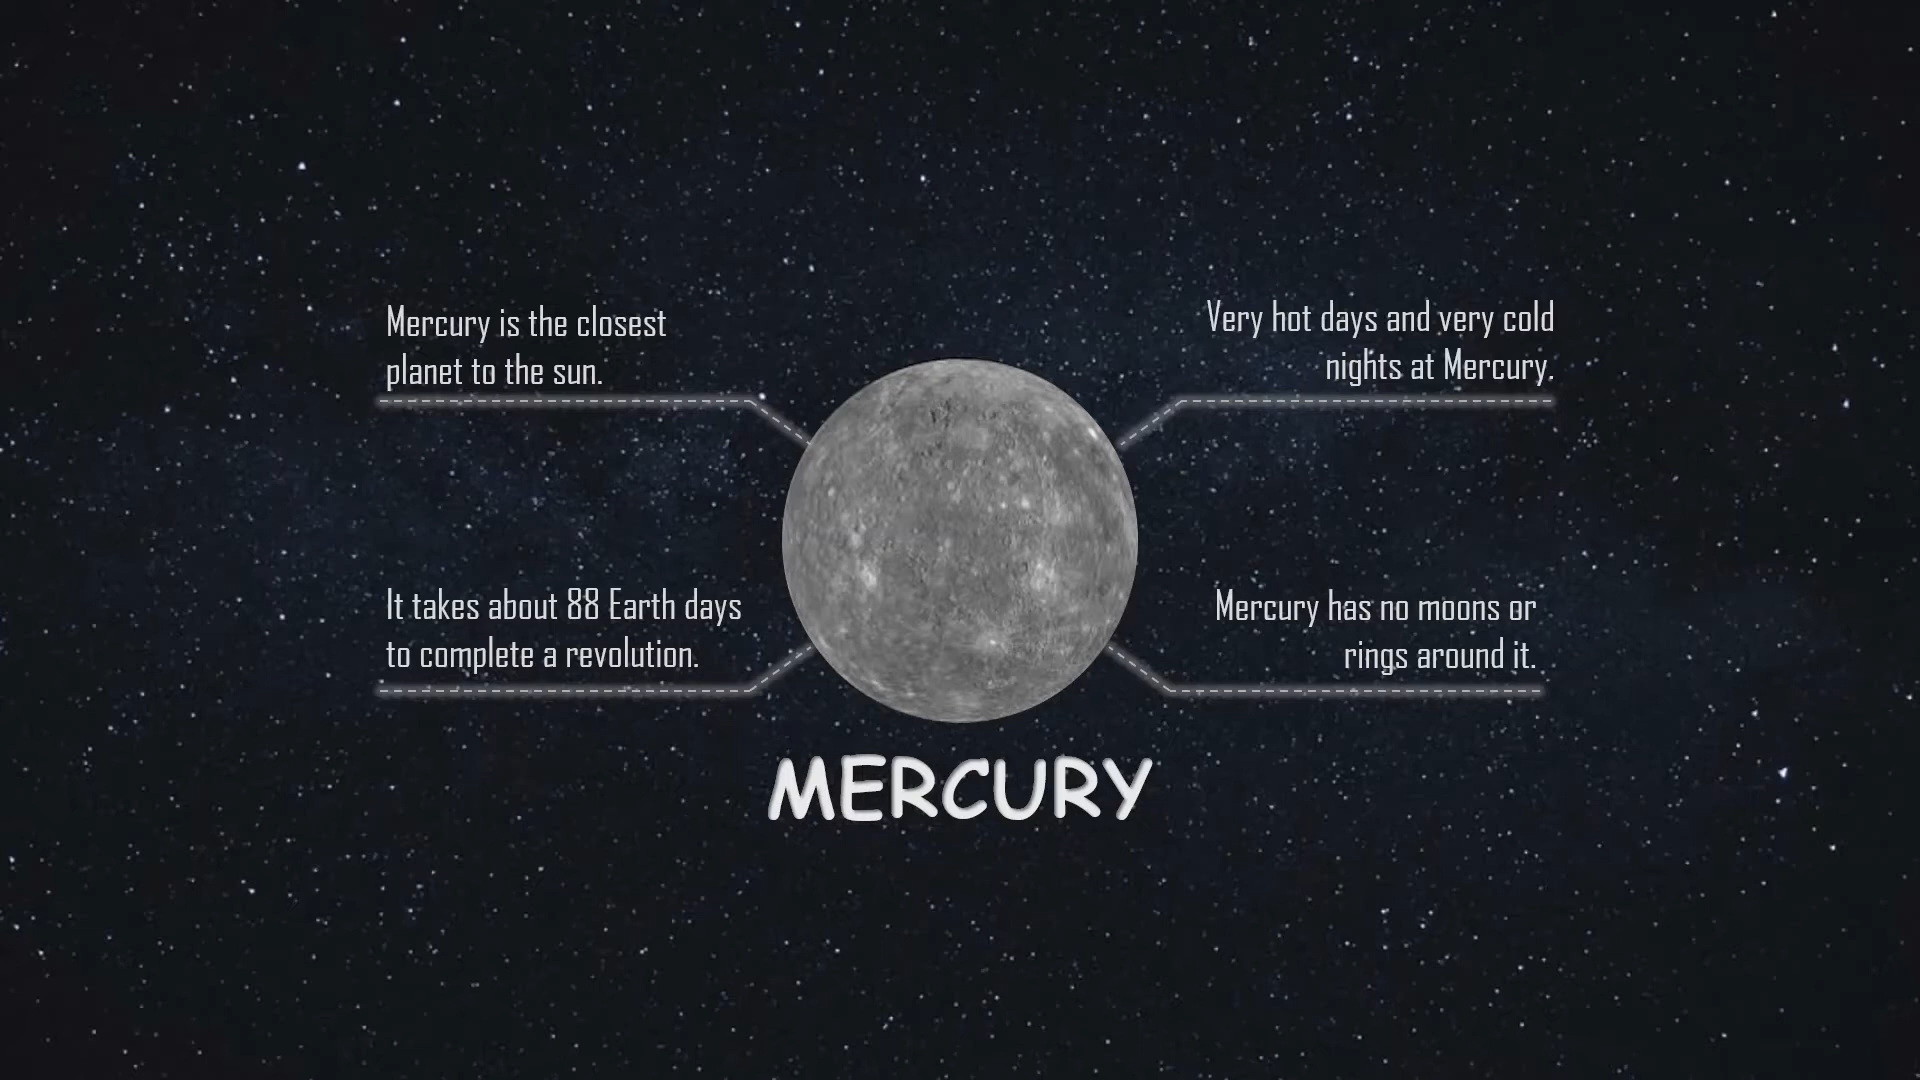 Mercury is the closest
planet to the sun.
Very hot days and very cold
nights at Mercury.
It takes about 88 Earth days
to complete a revolution.
Mercury has no moons or
rings around it.
MERCURY